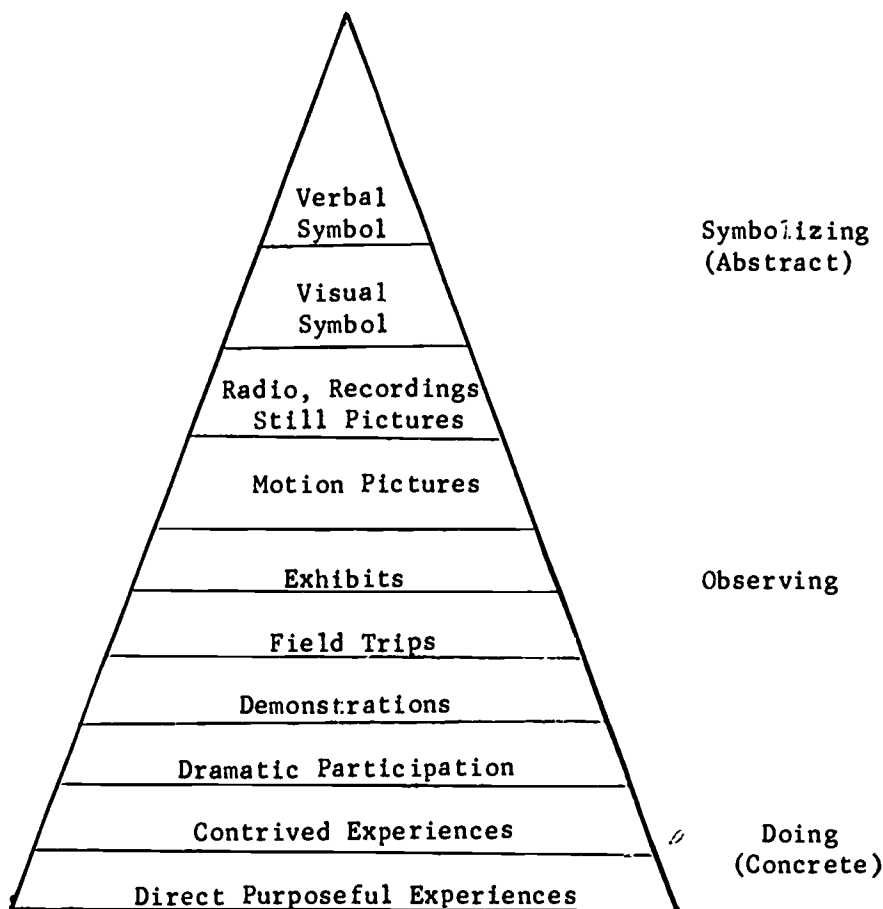 Verbal
Symbol
Symbolizing
(Abstract)
Visual
Symbol
Radio, Recordings
Still Pictures
Motion Pictures
Exhibits
Observing
Field Trips
Demonstrations
Dramatic Participation
Contrived Experiences
Doing
(Concrete)
Direct Purposeful Experiences